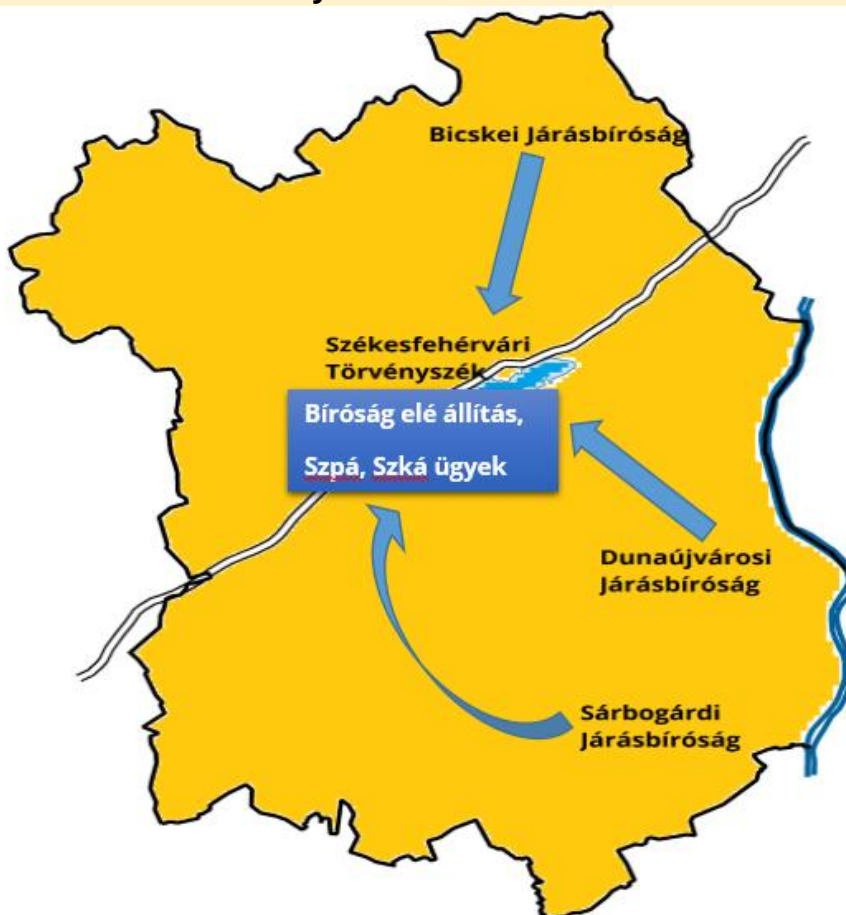 Bicskei Járásbíróság
Székesfehérvári
Törvényszék
Bíróság elé állítás,
Szpá, Szká ügyek
Dunaújvárosi
Járásbíróság
Sárbogárdi
Járásbíróság